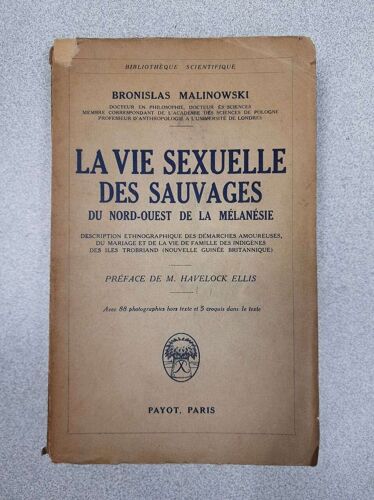 BIBLIOTHÈQUE SCIENTIFIQUE
BRONISLAS MALINOWSKI
DOCTEUR EN PHILOSOPHIE, DOCTEUR ÈS SCIENCES
MEMBRE CORRESPONDANT DE L'ACADÉMIE DES SCIENCES DE POLOGNE
PROFESSEUR D'ANTHROPOLOGIE A L'UNIVERSITÉ DE LONDRES
LA VIE SEXUELLE
DES SAUVAGES
DU NORD-OUEST DE LA MÉLANÉSIE
DESCRIPTION ETHNOGRAPHIQUE DES DÉMARCHES AMOUREUSES,
DU MARIAGE ET DE LA VIE DE FAMILLE DES INDIGÈNES
DES ILES TROBRIAND (NOUVELLE GUINÉE BRITANNIQUE)
PRÉFACE DE M. HAVELOCK ELLIS
Avec 88 photographies hors texte et 5 croquis dans le texte
PAYOT, PARIS